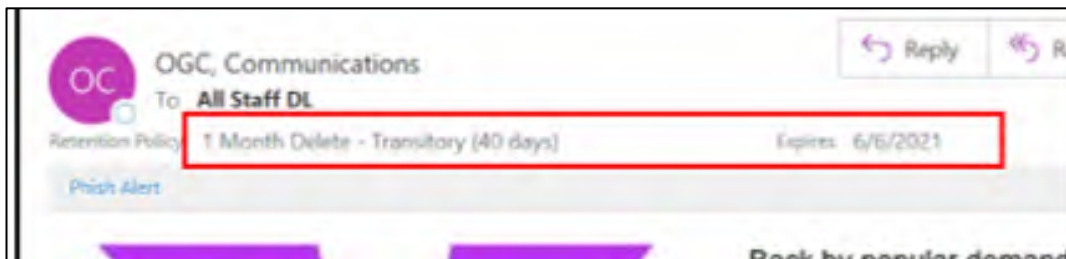 OC
OGC, Communications
Reply
To All Staff DL
Retention Policy 1 Month Delete - Transitory (40 days) Expires 6/6/2021
Phish Alert
Back by popular demand